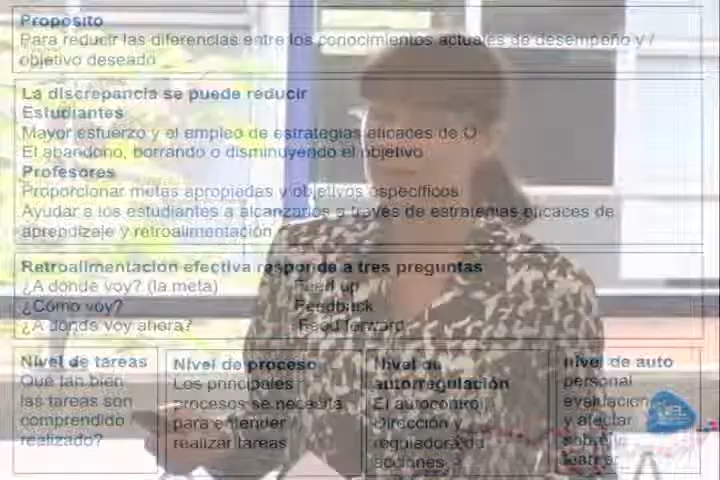 Proposito
Para reducir las diferencias entre los conocimientos actuales de desempeño y /
objetivo deseado
La discrepancia se puede reducir
Estudiantes
Mayor esfuerzo y el empleo de estrategias eficaces de O
El abandono, borrando o disminuyendo el objetivo
Profesores
Proporcionar metas apropiadas y objetivos específicos
Ayudar a los estudiantes a alcanzarlos a través de estrategias eficaces de
aprendizaje y retroalimentación
Retroalimentación efectiva responde a tres preguntas
¿A donde voy? (la meta) Feed up
¿Cómo voy? Feedback
¿A dónde voy ahora? Feed forward
Nivel de tareas
Que tan bien
las tareas son
comprendido
realizado?
Nivel de proceso
Los principales
procesos se necesita
para entender
realizar tareas
Nivel de
autorregulación
El autocontrol
Dirección y
reguladora de
acciones
nivel de auto
personal
evaluacion
y afectar